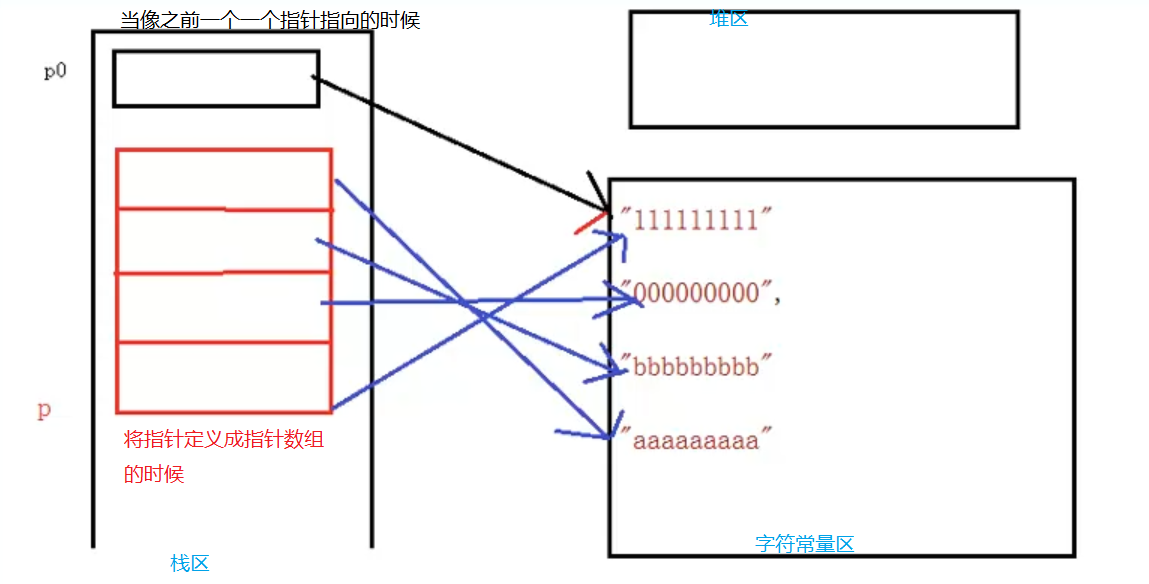 当像之前一个一个指针指向的时候
堆区
p0
"111111111"
"000000000",
"bbbbbbbbb"
p
"aaaaaaaaa"
将指针定义成指针数组
的时候
字符常量区
栈区